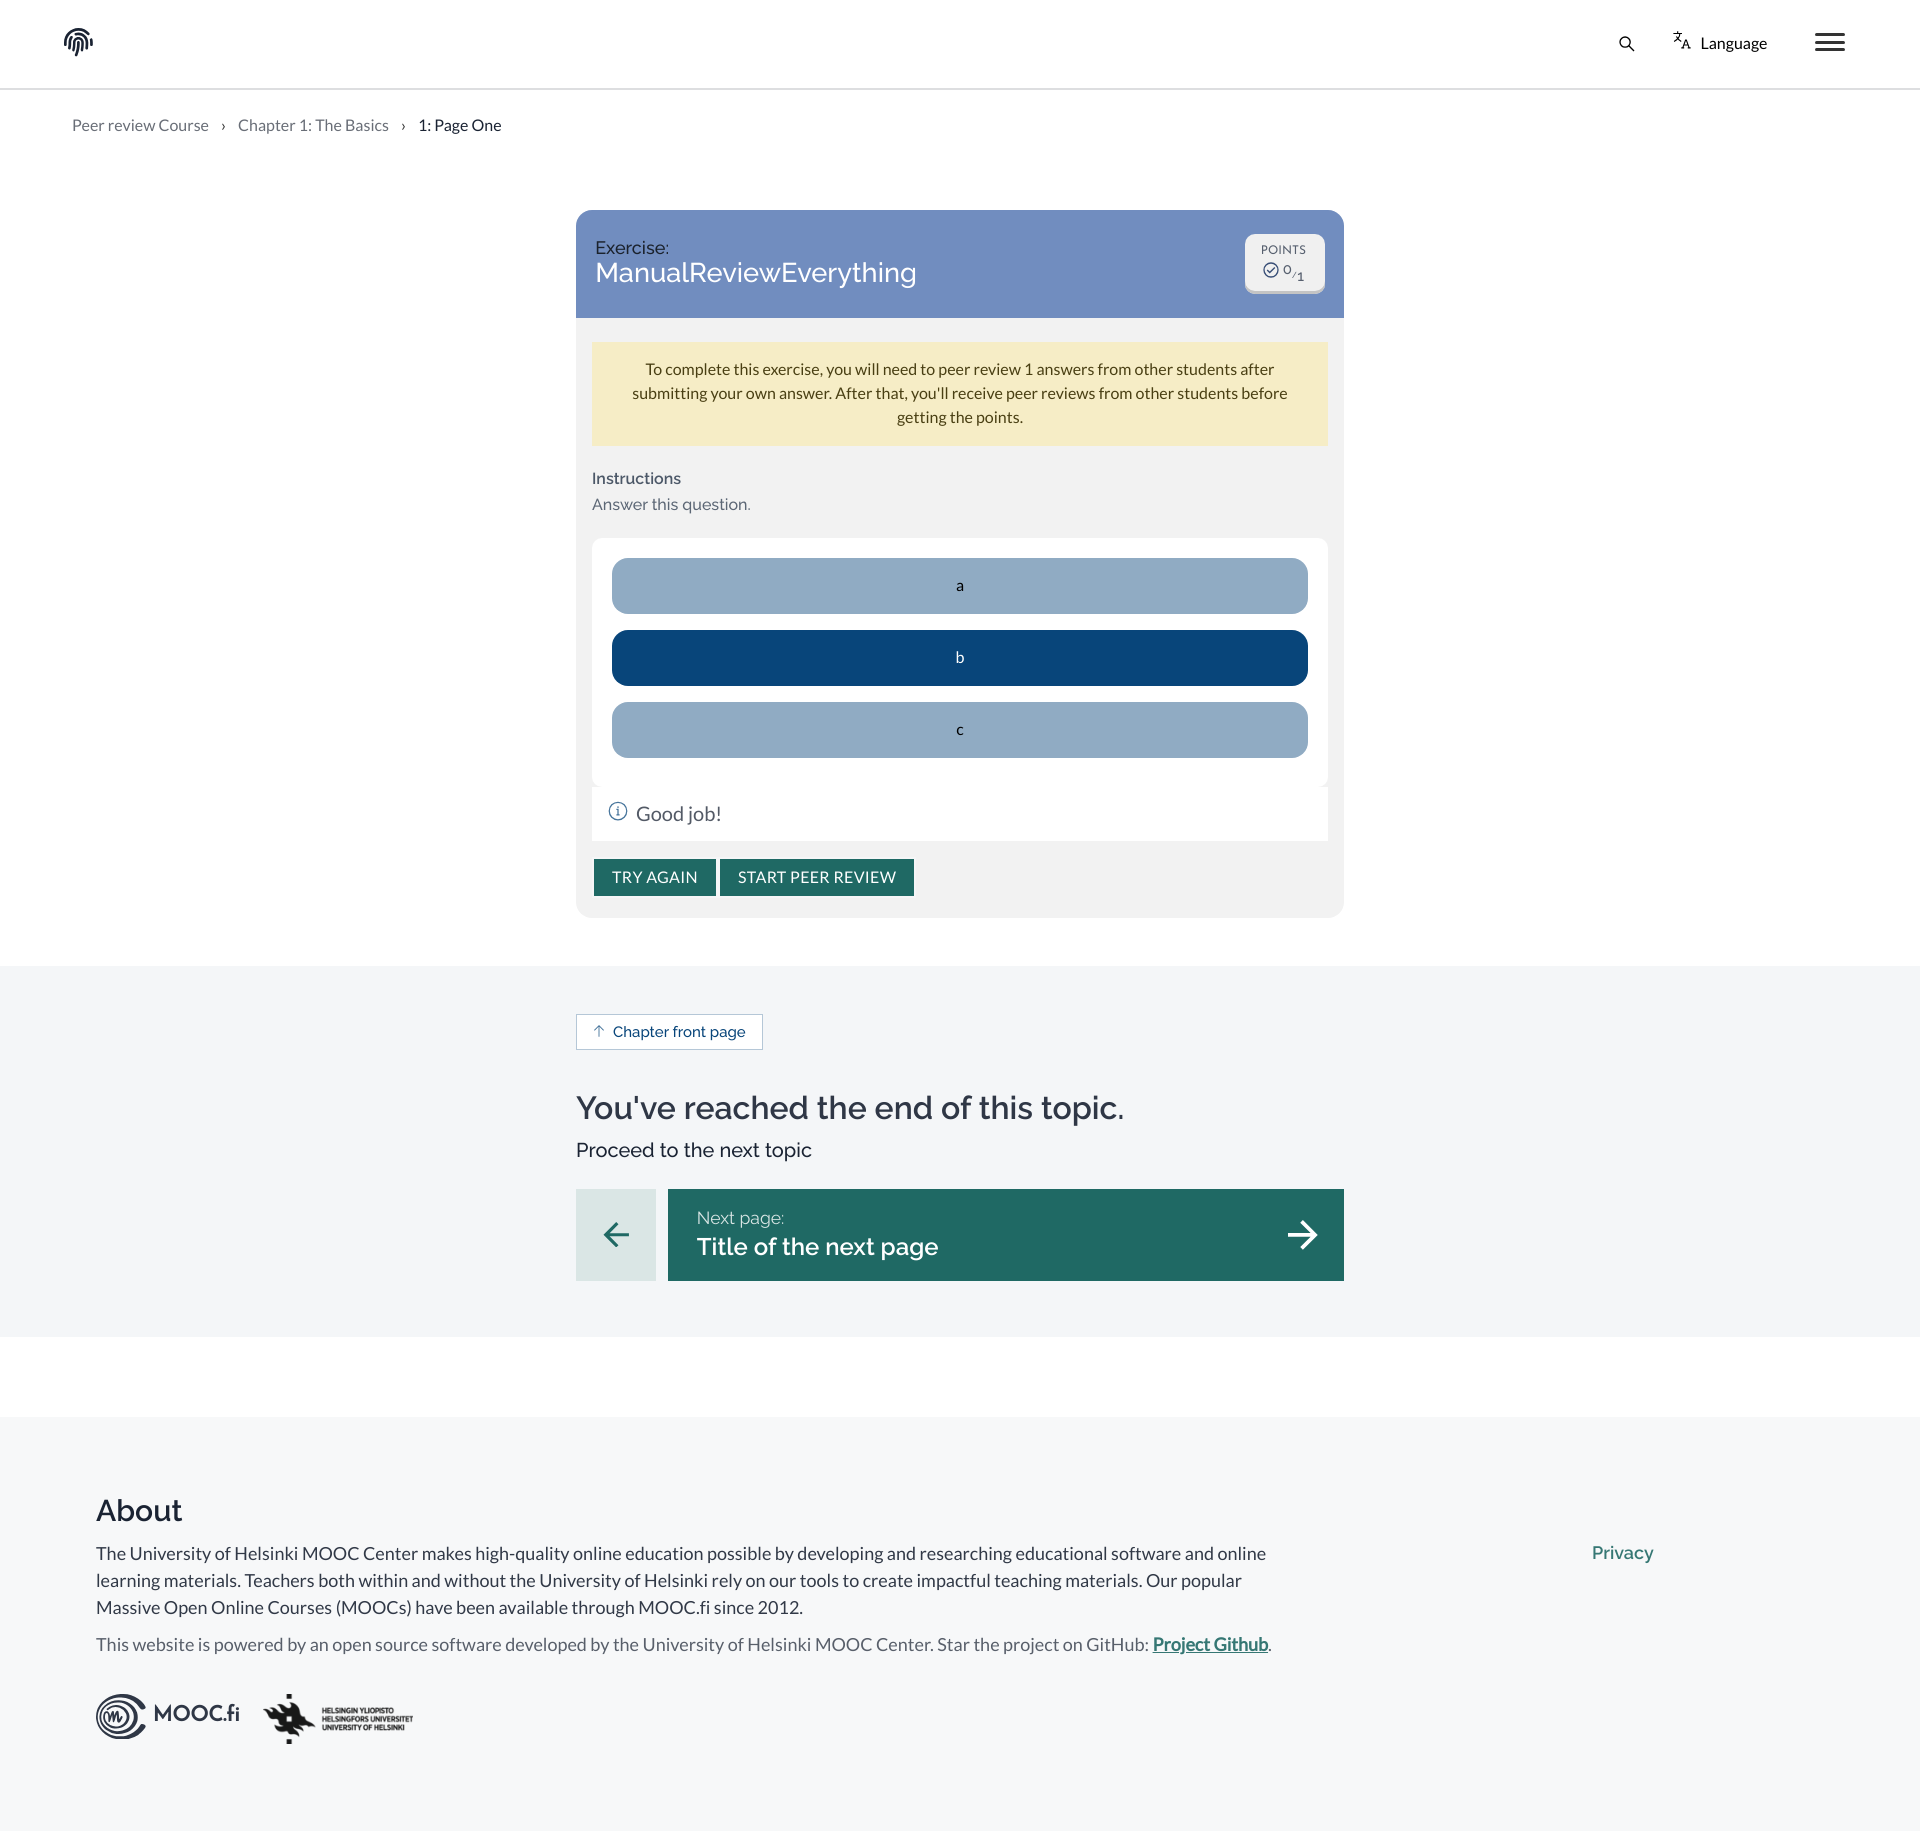 Language
Peer review Course › Chapter 1: The Basics › 1: Page One
Exercise:
ManualReviewEverything
POINTS
0/1
To complete this exercise, you will need to peer review 1 answers from other students after
submitting your own answer. After that, you'll receive peer reviews from other students before
getting the points.
Instructions
Answer this question.
a
b
c
Good job!
TRY AGAIN
START PEER REVIEW
Chapter front page
You've reached the end of this topic.
Proceed to the next topic
Next page:
Title of the next page
About
The University of Helsinki MOOC Center makes high-quality online education possible by developing and researching educational software and online
learning materials. Teachers both within and without the University of Helsinki rely on our tools to create impactful teaching materials. Our popular
Massive Open Online Courses (MOOCs) have been available through MOOC.fi since 2012.
This website is powered by an open source software developed by the University of Helsinki MOOC Center. Star the project on GitHub: Project Github.
Privacy
MOOC.fi
HELSINGIN YLIOPISTO
HELSINGFORS UNIVERSITET
UNIVERSITY OF HELSINKI